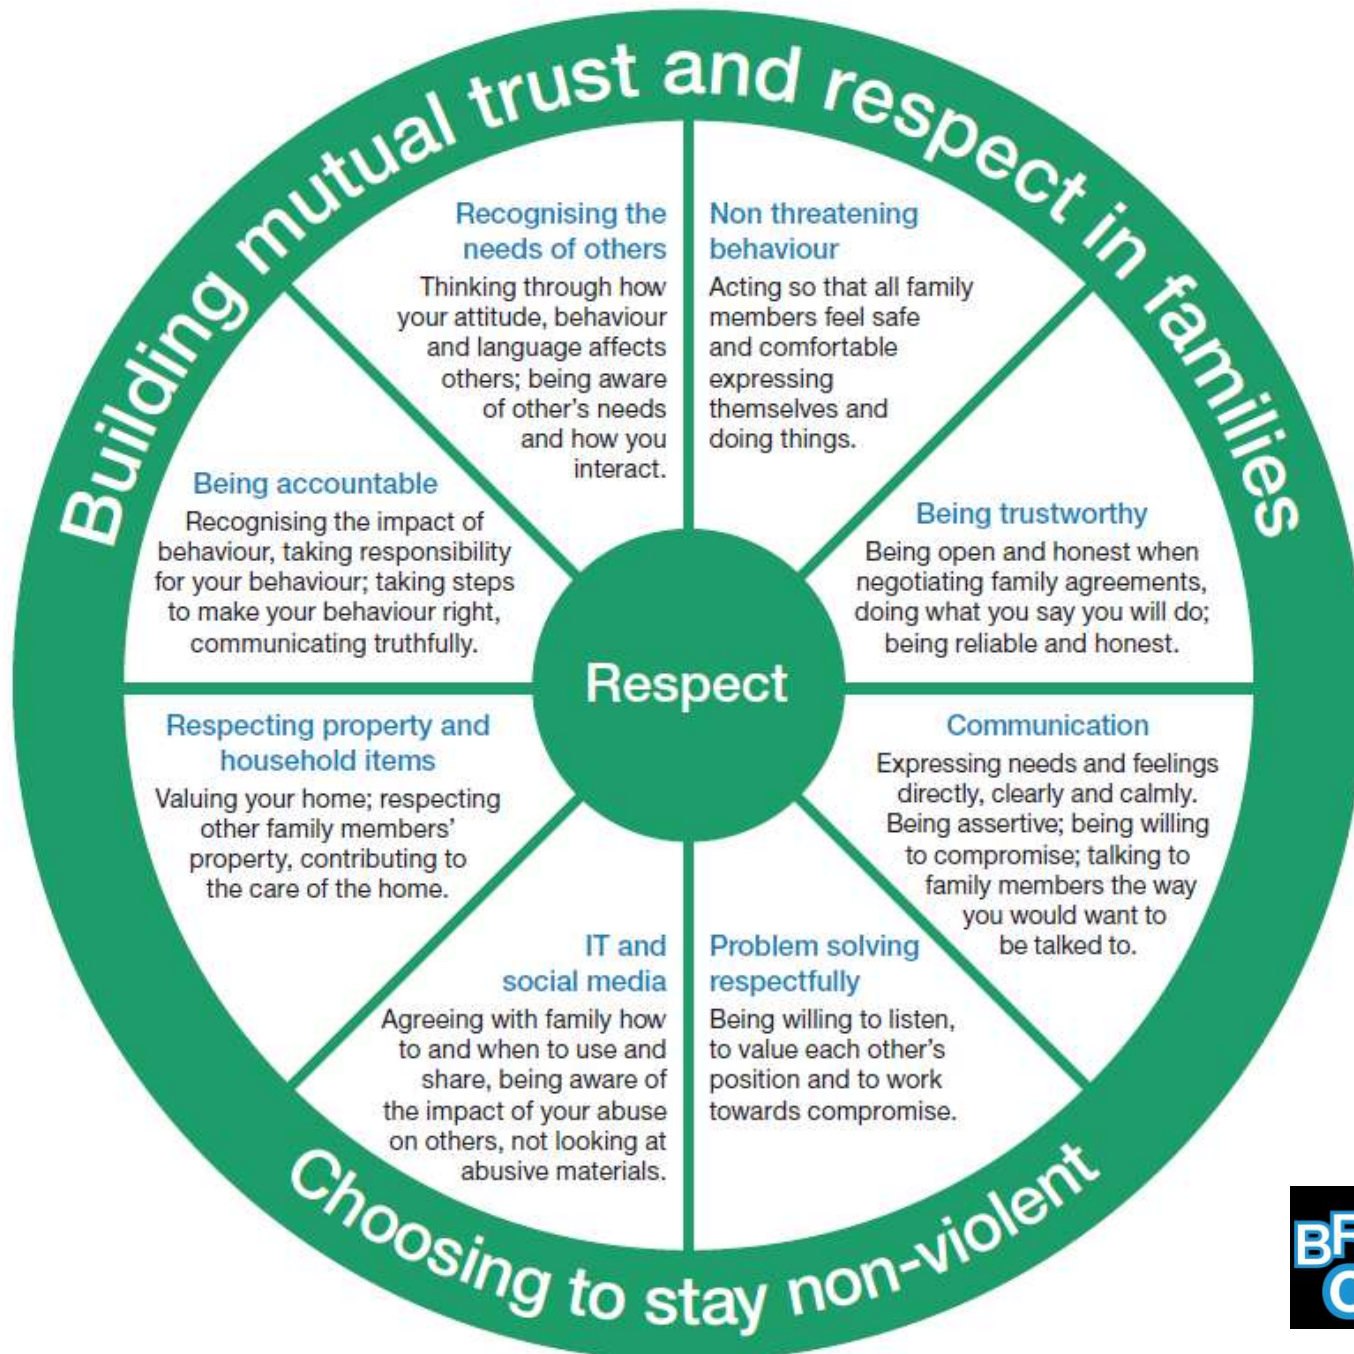 Building mutual trust and respect in families
Recognising the
needs of others
Thinking through how
your attitude, behaviour
and language affects
others; being aware
of other's needs
and how you
interact.
Non threatening
behaviour
Acting so that all family
members feel safe
and comfortable
expressing
themselves and
doing things.
Being trustworthy
Being open and honest when
negotiating family agreements,
doing what you say you will do;
being reliable and honest.
Communication
Expressing needs and feelings
directly, clearly and calmly.
Being assertive; being willing
to compromise; talking to
family members the way
you would want to
be talked to.
Problem solving
respectfully
Being willing to listen,
to value each other's
position and to work
towards compromise.
IT and
social media
Agreeing with family how
to and when to use and
share, being aware of
the impact of your abuse
on others, not looking at
abusive materials.
Respecting property and
household items
Valuing your home; respecting
other family members'
property, contributing to
the care of the home.
Being accountable
Recognising the impact of
behaviour, taking responsibility
for your behaviour; taking steps
to make your behaviour right,
communicating truthfully.
Respect
Choosing to stay non-violent